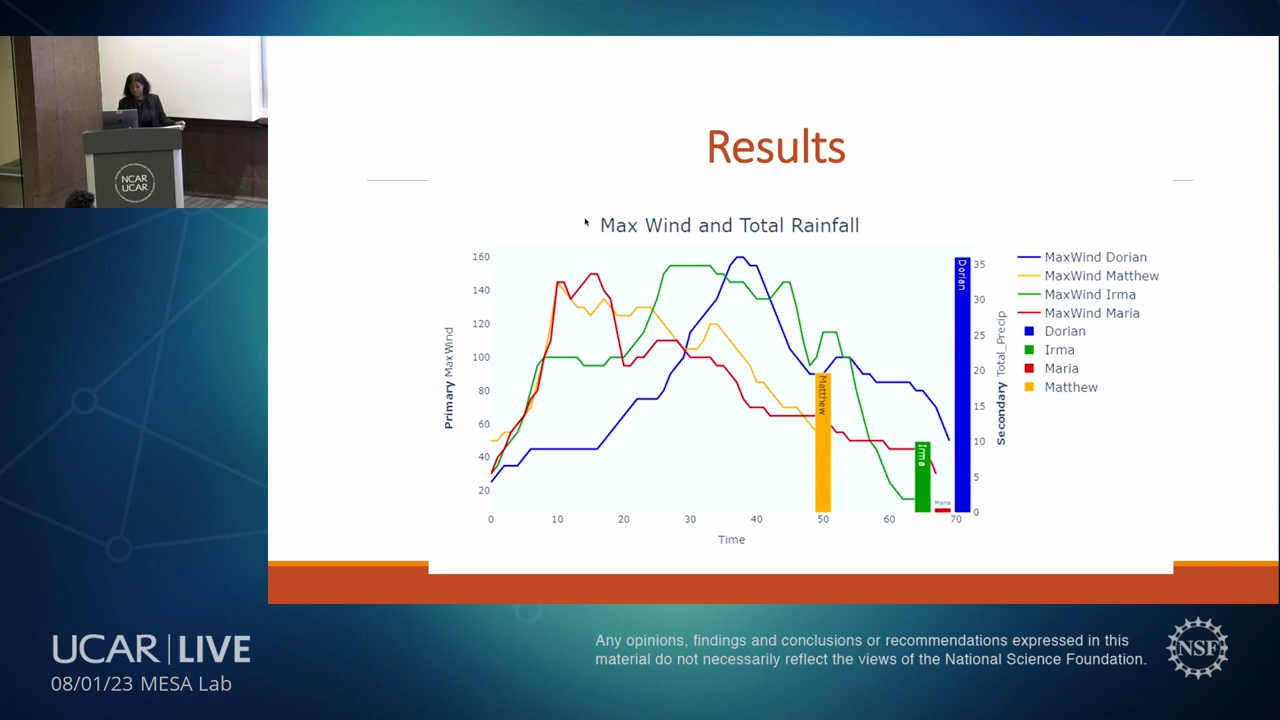 NCAR
UCAR
Results
Max Wind and Total Rainfall
160
140
120
100
80
60
40
20
Primary MaxWind
0
10
20
30
40
50
60
70
Time
35
30
25
20
15
10
5
0
Secondary Total_Precip
Matthew
Irma
Maria
Dorian
MaxWind Dorian
MaxWind Matthew
MaxWind Irma
MaxWind Maria
Dorian
Irma
Maria
Matthew
UCAR | LIVE
08/01/23 MESA Lab
Any opinions, findings and conclusions or recommendations expressed in this
material do not necessarily reflect the views of the National Science Foundation.
NSF